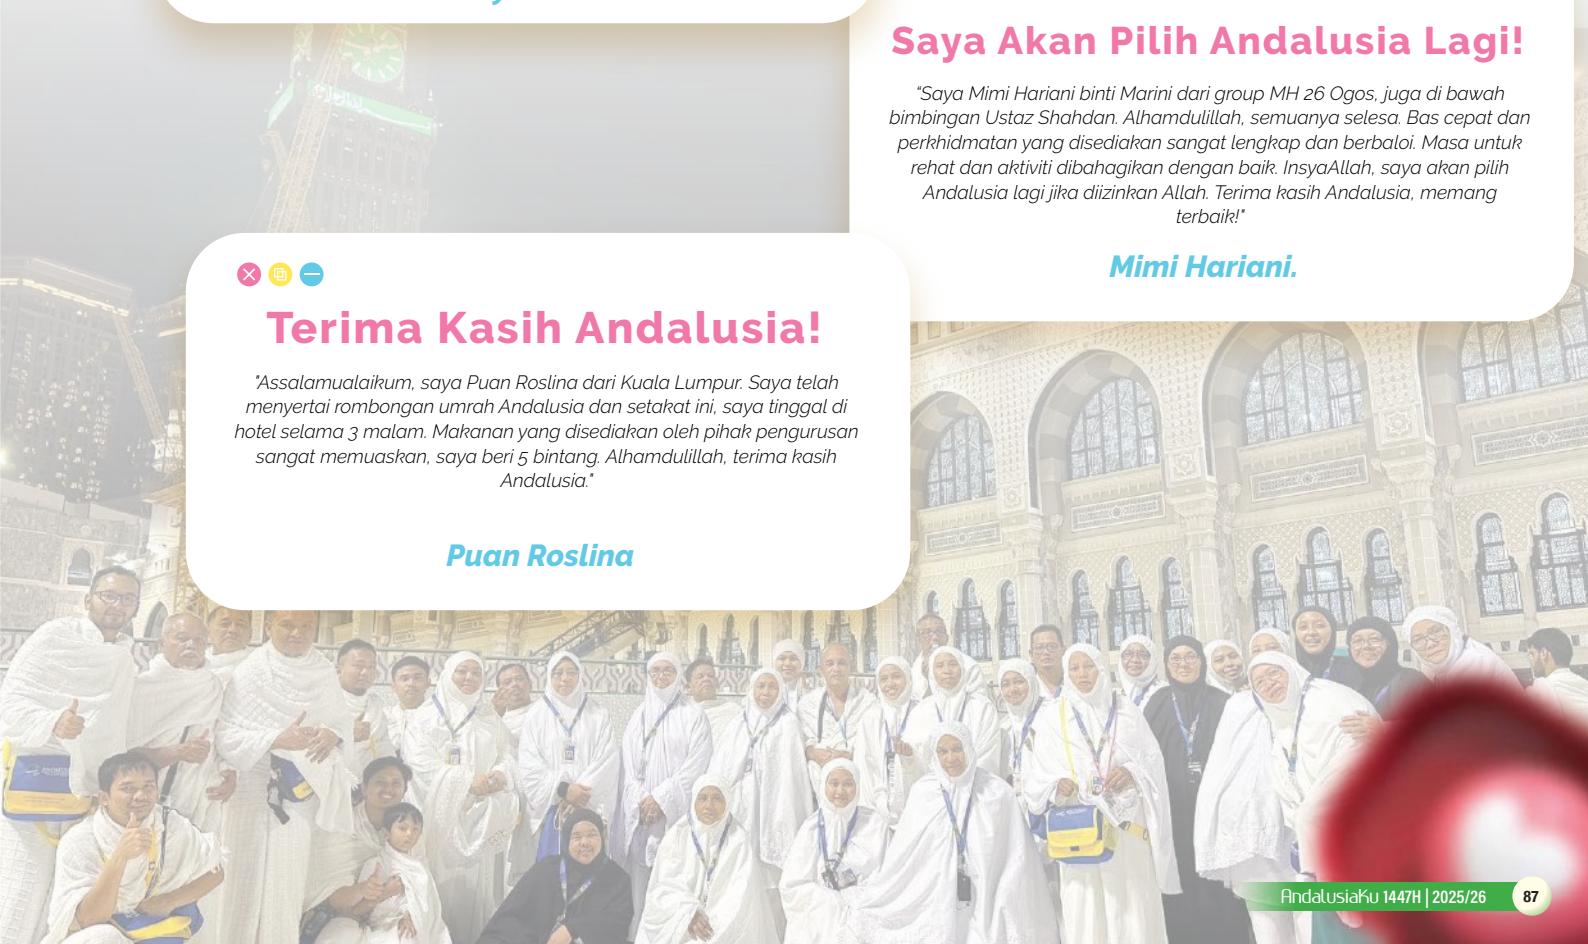 Saya Akan Pilih Andalusia Lagi!
“Saya Mimi Hariani binti Marini dari group MH 26 Ogos, juga di bawah
bimbingan Ustaz Shahdan. Alhamdulillah, semuanya selesa. Bas cepat dan
perkhidmatan yang disediakan sangat lengkap dan berbaloi. Masa untuk
rehat dan aktiviti dibahagikan dengan baik. InsyaAllah, saya akan pilih
Andalusia lagi jika diizinkan Allah. Terima kasih Andalusia, memang
terbaik!"
Mimi Hariani.
Terima Kasih Andalusia!
"Assalamualaikum, saya Puan Roslina dari Kuala Lumpur. Saya telah
menyertai rombongan umrah Andalusia dan setakat ini, saya tinggal di
hotel selama 3 malam. Makanan yang disediakan oleh pihak pengurusan
sangat memuaskan, saya beri 5 bintang. Alhamdulillah, terima kasih
Andalusia."
Puan Roslina
AndalusiaKu 1447H | 2025/26 87